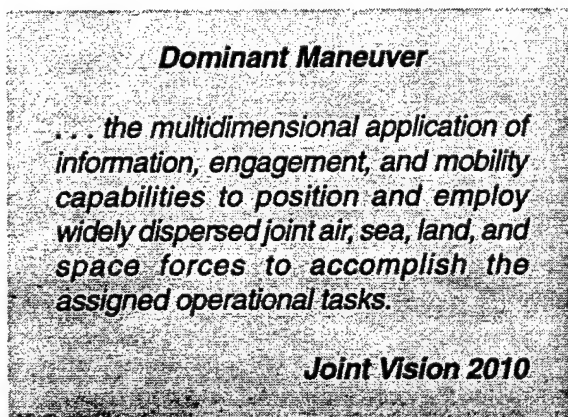 Dominant Maneuver
. . . the multidimensional application of
information, engagement, and mobility
capabilities to position and employ
widely dispersed joint air, sea, land, and
space forces to accomplish the
assigned operational tasks.
Joint Vision 2010